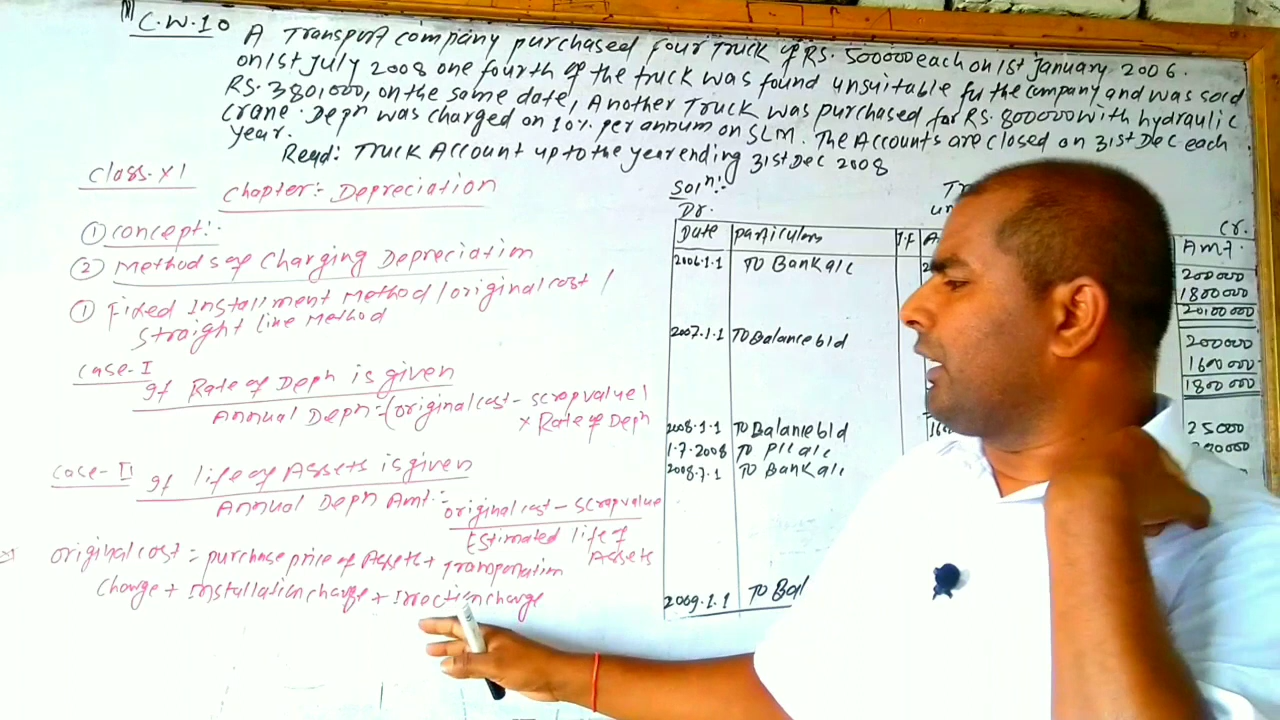 C.W.10 A Transport company purchased four Truck of RS. 500000 each on 1st January 2006.
on 1st July 2008 one fourth of the truck was found unsuitable for the company and was sold
RS. 380,000, on the same date, Another Truck was purchased for RS. 800000 with hydraulic
crane. Depn was charged on 10% per annum on SLM. The Accounts are closed on 31st Dec each
year.
Read: Truck Account up to the year ending 31st Dec 2008
Class-XI
Chapter:- Depreciation
① Concept:-
② Methods of Charging Depreciation
① Fixed Installment Method / original cost /
Straight line Method
Case-I
If Rate of Depn is given
Annual Depn = (original cost - scrap value)
x Rate of Depn
Case-II
If life of Assets is given
Annual Depn Amt:-
original cost - scrap value
Estimated life of
Assets
original cost = purchase price of Assets +
charge + Installation charge + Irraction charge
Soln:-
Dr.
Cr.
Date Particulars J.F A
Amt.
2006.1.1 To Bank a/c
200000
1800000
20100000
2007.1.1 To Balance b/d
200000
1600000
1800000
2008.1.1 To Balance b/d
25000
1.7.2008 To P/L a/c
2008.7.1 To Bank a/c
2009.1.1 To Bal